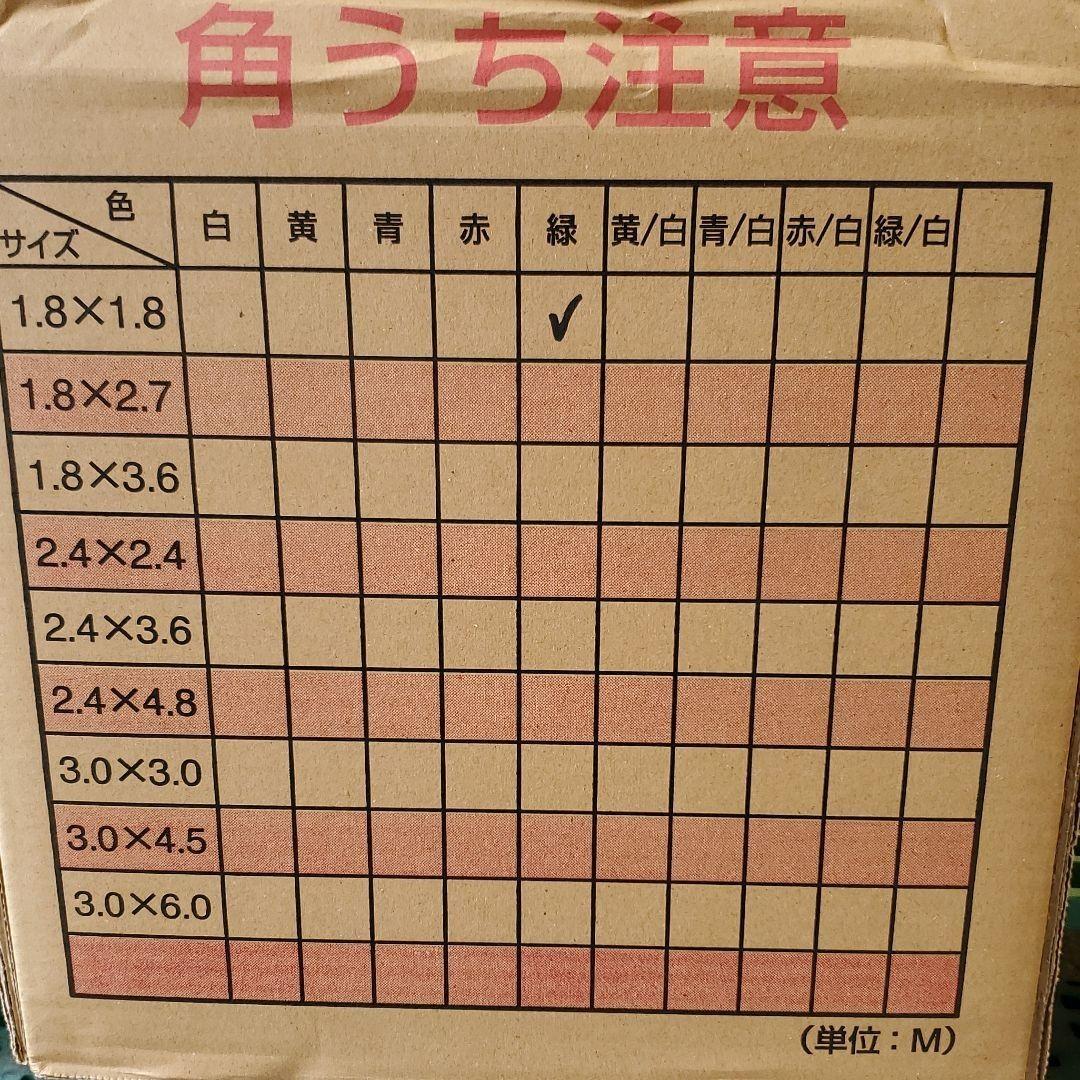 角うち注意
色
サイズ
白 黄 青 赤 緑 黄/白 青/白 赤/白 緑/白
1.8×1.8 ✓
1.8×2.7
1.8×3.6
2.4×2.4
2.4×3.6
2.4×4.8
3.0×3.0
3.0×4.5
3.0×6.0
(単位:M)